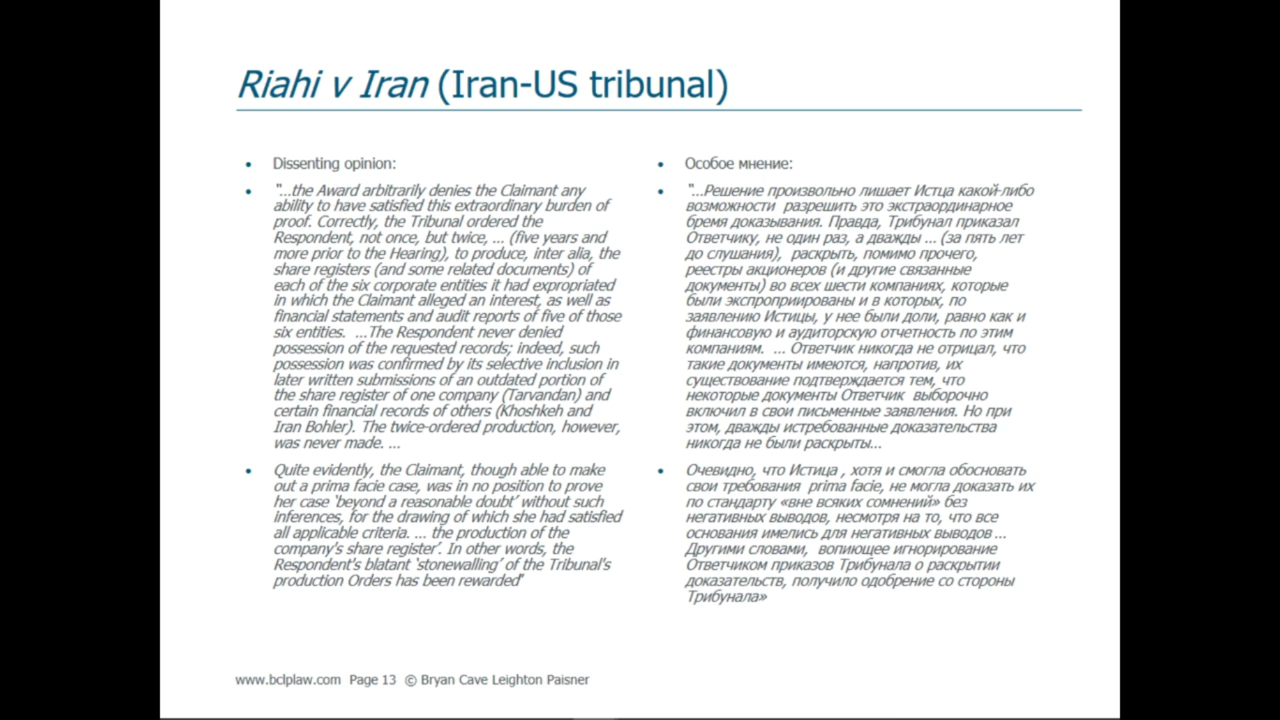 Riahi v Iran (Iran-US tribunal)
• Dissenting opinion:
• "...the Award arbitrarily denies the Claimant any
ability to have satisfied this extraordinary burden of
proof. Correctly, the Tribunal ordered the
Respondent, not once, but twice, ... (five years and
more prior to the Hearing), to produce, inter alia, the
share registers (and some related documents) of
each of the six corporate entities it had expropriated
in which the Claimant alleged an interest, as well as
financial statements and audit reports of five of those
six entities. ...The Respondent never denied
possession of the requested records; indeed, such
possession was confirmed by its selective inclusion in
later written submissions of an outdated portion of
the share register of one company (Tarvandan) and
certain financial records of others (Khoshkeh and
Iran Bohler). The twice-ordered production, however,
was never made. ...
• Quite evidently, the Claimant, though able to make
out a prima facie case, was in no position to prove
her case 'beyond a reasonable doubt' without such
inferences, for the drawing of which she had satisfied
all applicable criteria. ... the production of the
company's share register'. In other words, the
Respondent's blatant 'stonewalling' of the Tribunal's
production Orders has been rewarded"
• Особое мнение:
• "...Решение произвольно лишает Истца какой-либо
возможности разрешить это экстраординарное
бремя доказывания. Правда, Трибунал приказал
Ответчику, не один раз, а дважды ... (за пять лет
до слушания), раскрыть, помимо прочего,
реестры акционеров (и другие связанные
документы) во всех шести компаниях, которые
были экспроприированы и в которых, по
заявлению Истицы, у нее были доли, равно как и
финансовую и аудиторскую отчетность по этим
компаниям. ... Ответчик никогда не отрицал, что
такие документы имеются, напротив, их
существование подтверждается тем, что
некоторые документы Ответчик выборочно
включил в свои письменные заявления. Но при
этом, дважды истребованные доказательства
никогда не были раскрыты...
• Очевидно, что Истица , хотя и смогла обосновать
свои требования prima facie, не могла доказать их
по стандарту «вне всяких сомнений» без
негативных выводов, несмотря на то, что все
основания имелись для негативных выводов ...
Другими словами, вопиющее игнорирование
Ответчиком приказов Трибунала о раскрытии
доказательств, получило одобрение со стороны
Трибунала»
www.bclplaw.com Page 13 © Bryan Cave Leighton Paisner